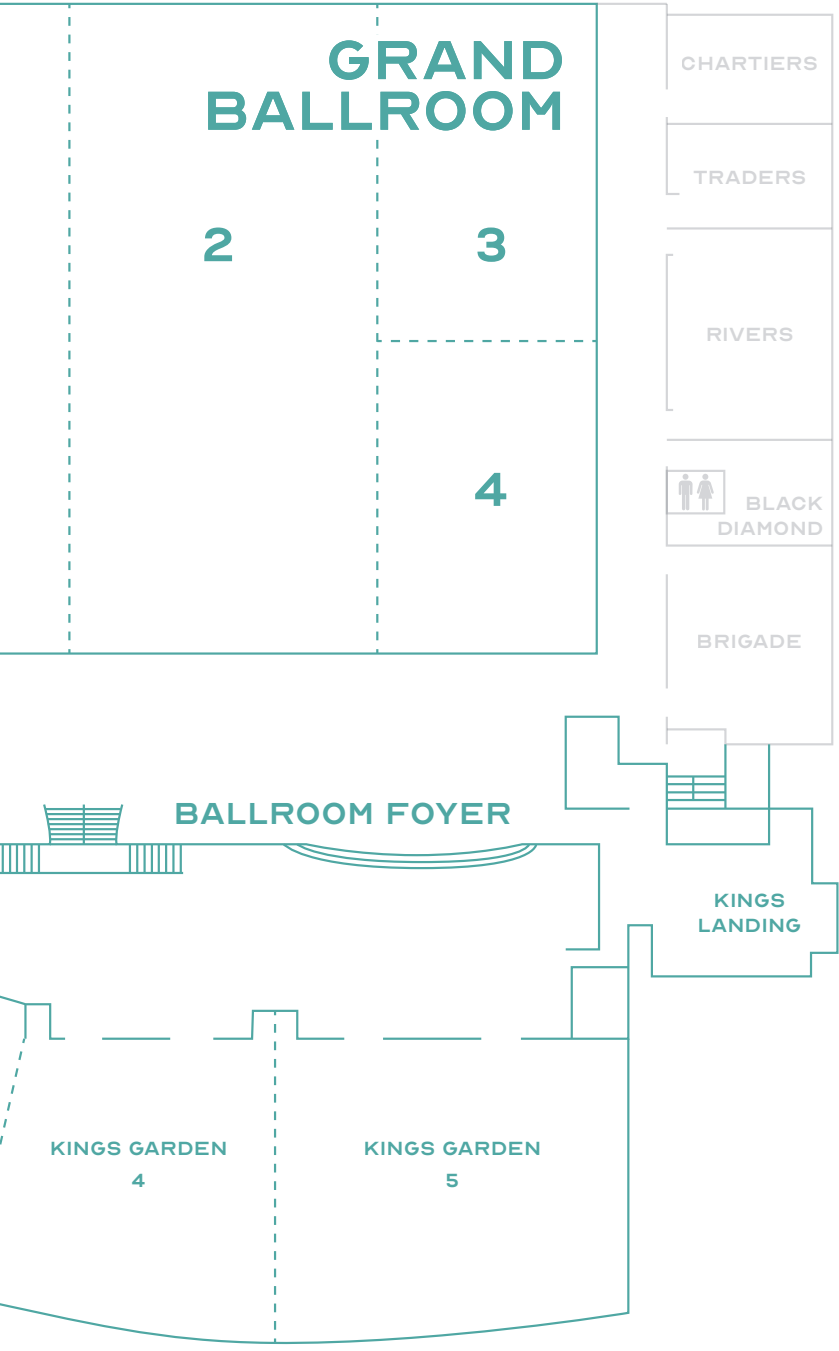 GRAND
BALLROOM
2
3
4
CHARTIERS
TRADERS
RIVERS
BLACK
DIAMOND
BRIGADE
BALLROOM FOYER
KINGS
LANDING
KINGS GARDEN
4
KINGS GARDEN
5